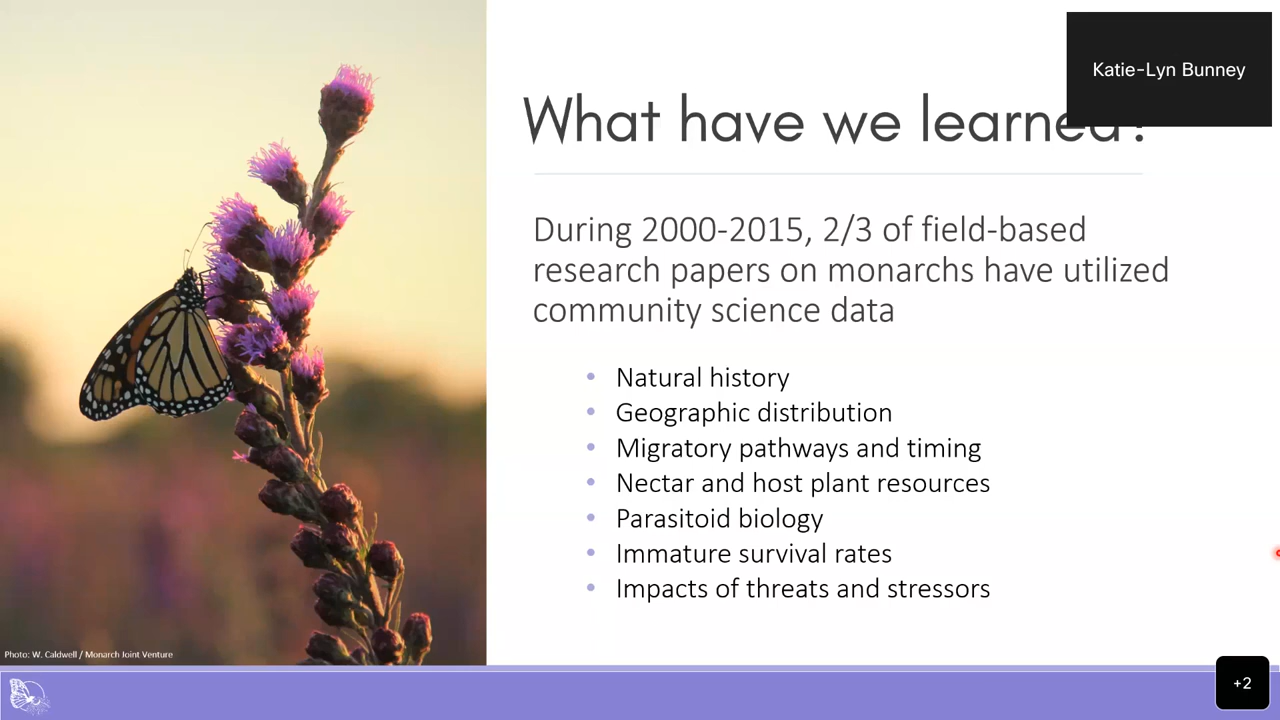 Katie-Lyn Bunney
What have we learned?
During 2000-2015, 2/3 of field-based
research papers on monarchs have utilized
community science data
• Natural history
• Geographic distribution
• Migratory pathways and timing
• Nectar and host plant resources
• Parasitoid biology
• Immature survival rates
• Impacts of threats and stressors
Photo: W. Caldwell / Monarch Joint Venture
+2